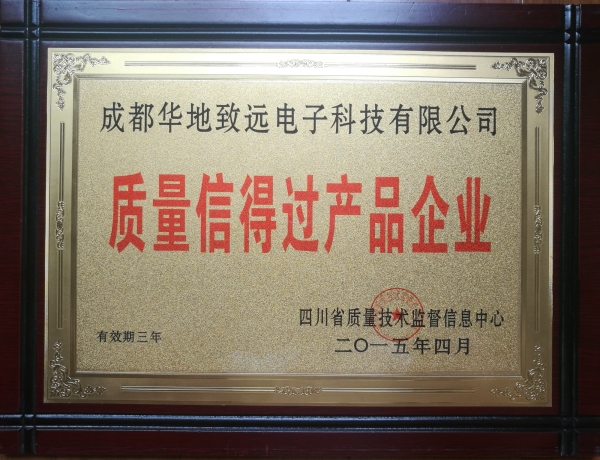 成都华地致远电子科技有限公司
质量信得过产品企业
四川省质量技术监督信息中心
有效期三年
二〇一五年四月